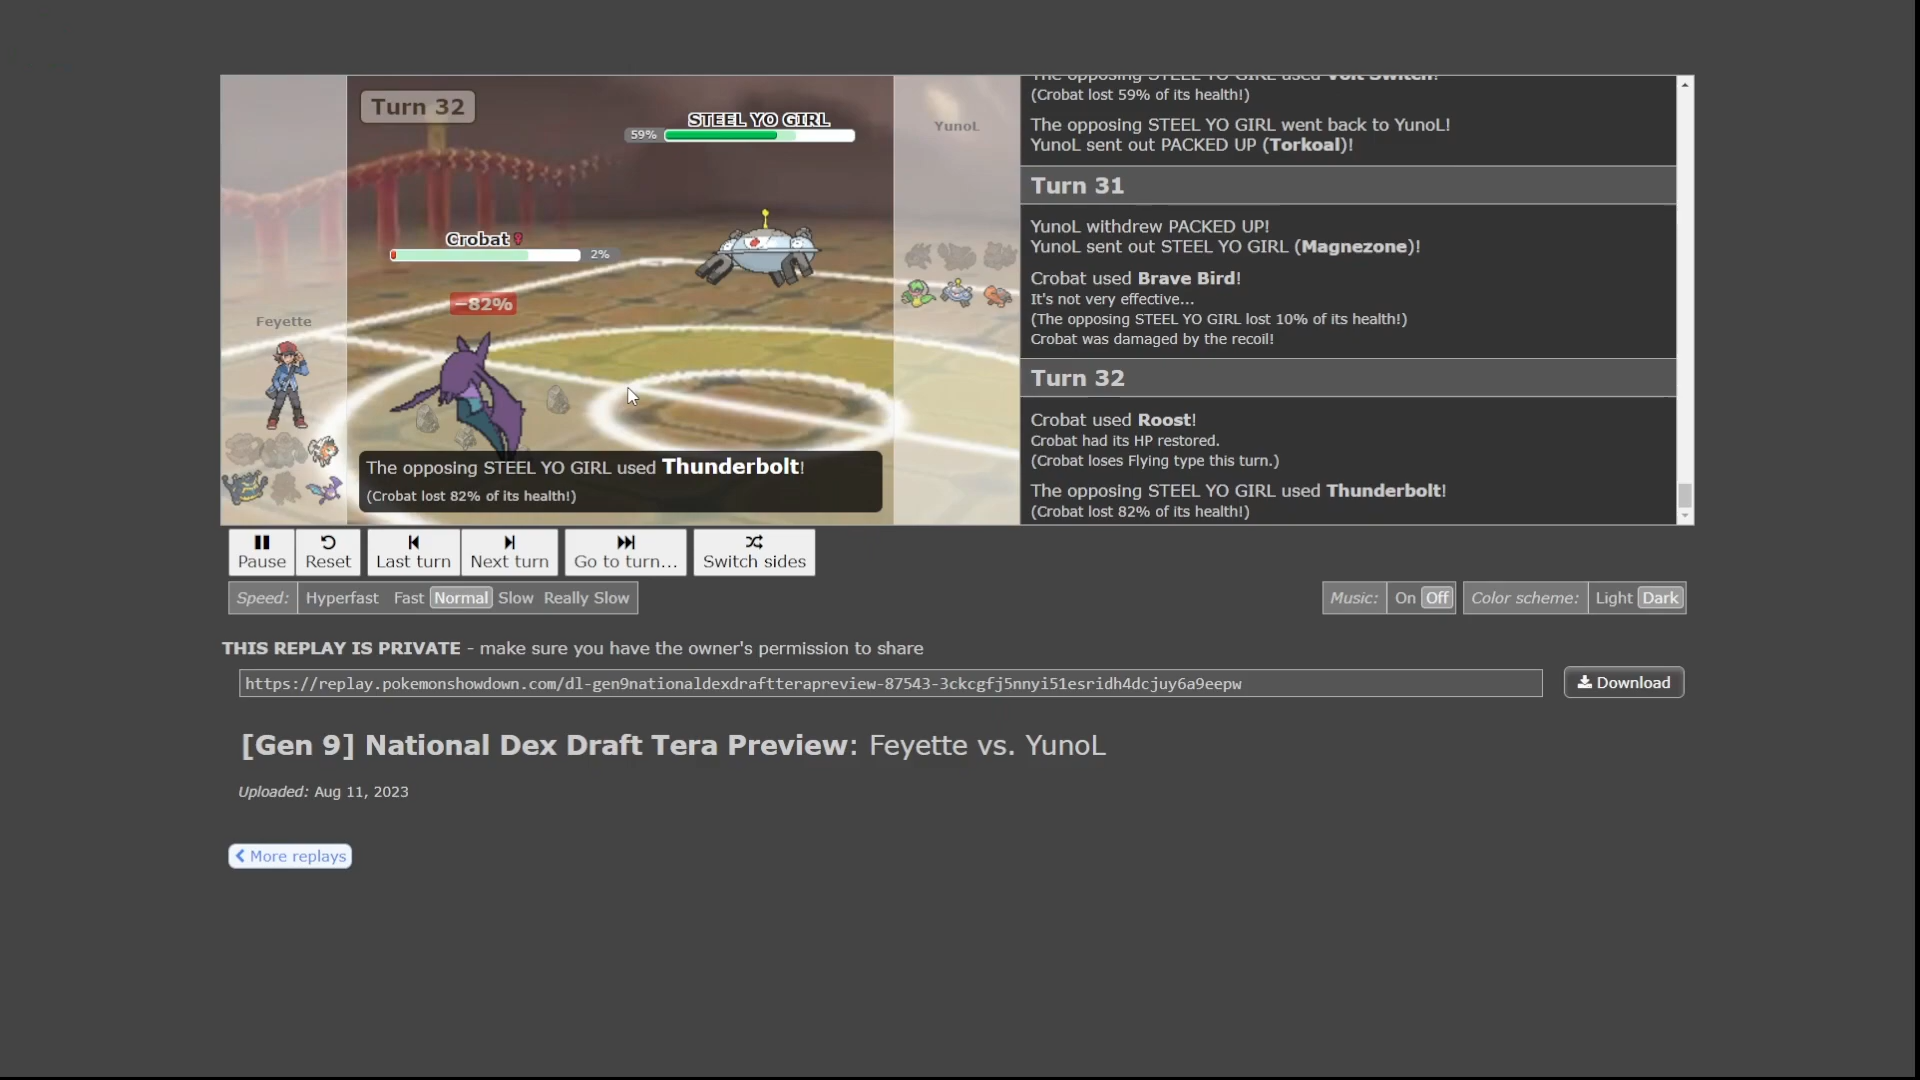 The opposing STEEL YO GIRL used Volt Switch!
Turn 32
STEEL YO GIRL
59%
YunoL
Crobat
2%
−82%
Feyette
The opposing STEEL YO GIRL used Thunderbolt!
(Crobat lost 82% of its health!)
(Crobat lost 59% of its health!)
The opposing STEEL YO GIRL went back to YunoL!
YunoL sent out PACKED UP (Torkoal)!
Turn 31
YunoL withdrew PACKED UP!
YunoL sent out STEEL YO GIRL (Magnezone)!
Crobat used Brave Bird!
It's not very effective...
(The opposing STEEL YO GIRL lost 10% of its health!)
Crobat was damaged by the recoil!
Turn 32
Crobat used Roost!
Crobat had its HP restored.
(Crobat loses Flying type this turn.)
The opposing STEEL YO GIRL used Thunderbolt!
(Crobat lost 82% of its health!)
Pause Reset Last turn Next turn Go to turn... Switch sides
Speed: Hyperfast Fast Normal Slow Really Slow Music: On Off Color scheme: Light Dark
THIS REPLAY IS PRIVATE - make sure you have the owner's permission to share
https://replay.pokemonshowdown.com/dl-gen9nationaldexdraftterapreview-87543-3ckcgfj5nnyi51esridh4dcjuy6a9eepw Download
[Gen 9] National Dex Draft Tera Preview: Feyette vs. YunoL
Uploaded: Aug 11, 2023
More replays